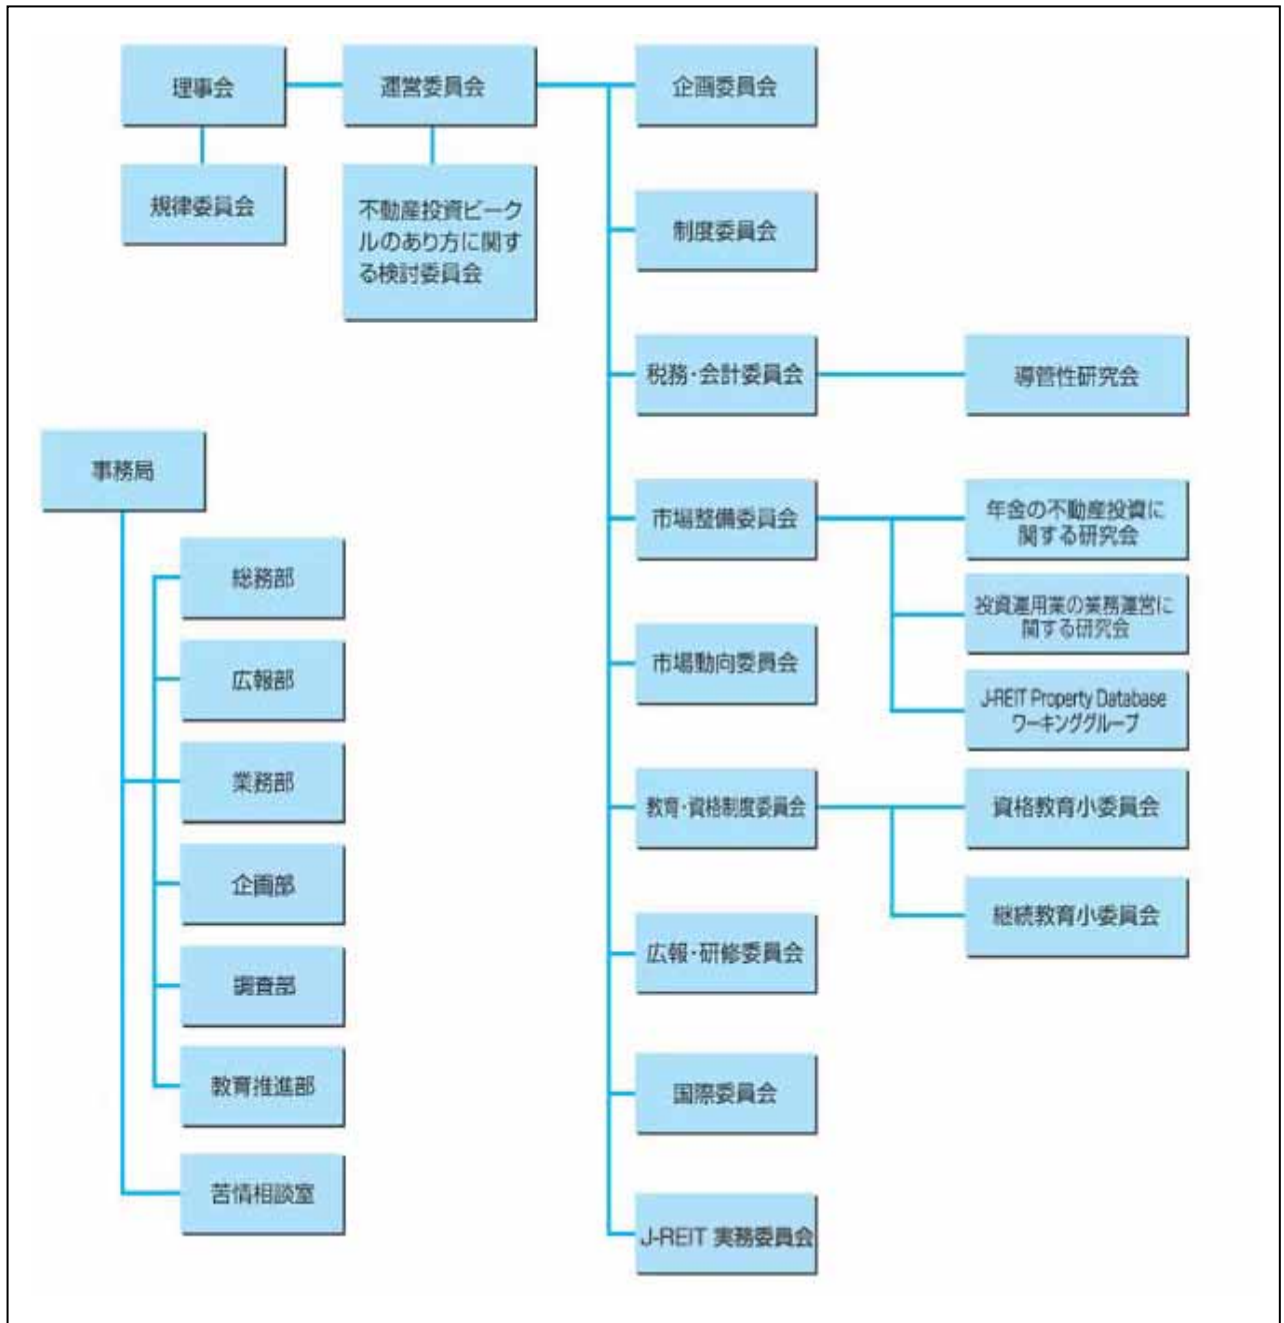 理事会
運営委員会
企画委員会
規律委員会
不動産投資ビーク
ルのあり方に関す
る検討委員会
制度委員会
税務・会計委員会
導管性研究会
事務局
市場整備委員会
年金の不動産投資に
関する研究会
投資運用業の業務運営に
関する研究会
J-REIT Property Database
ワーキンググループ
市場動向委員会
教育・資格制度委員会
資格教育小委員会
継続教育小委員会
広報・研修委員会
国際委員会
J-REIT 実務委員会
総務部
広報部
業務部
企画部
調査部
教育推進部
苦情相談室